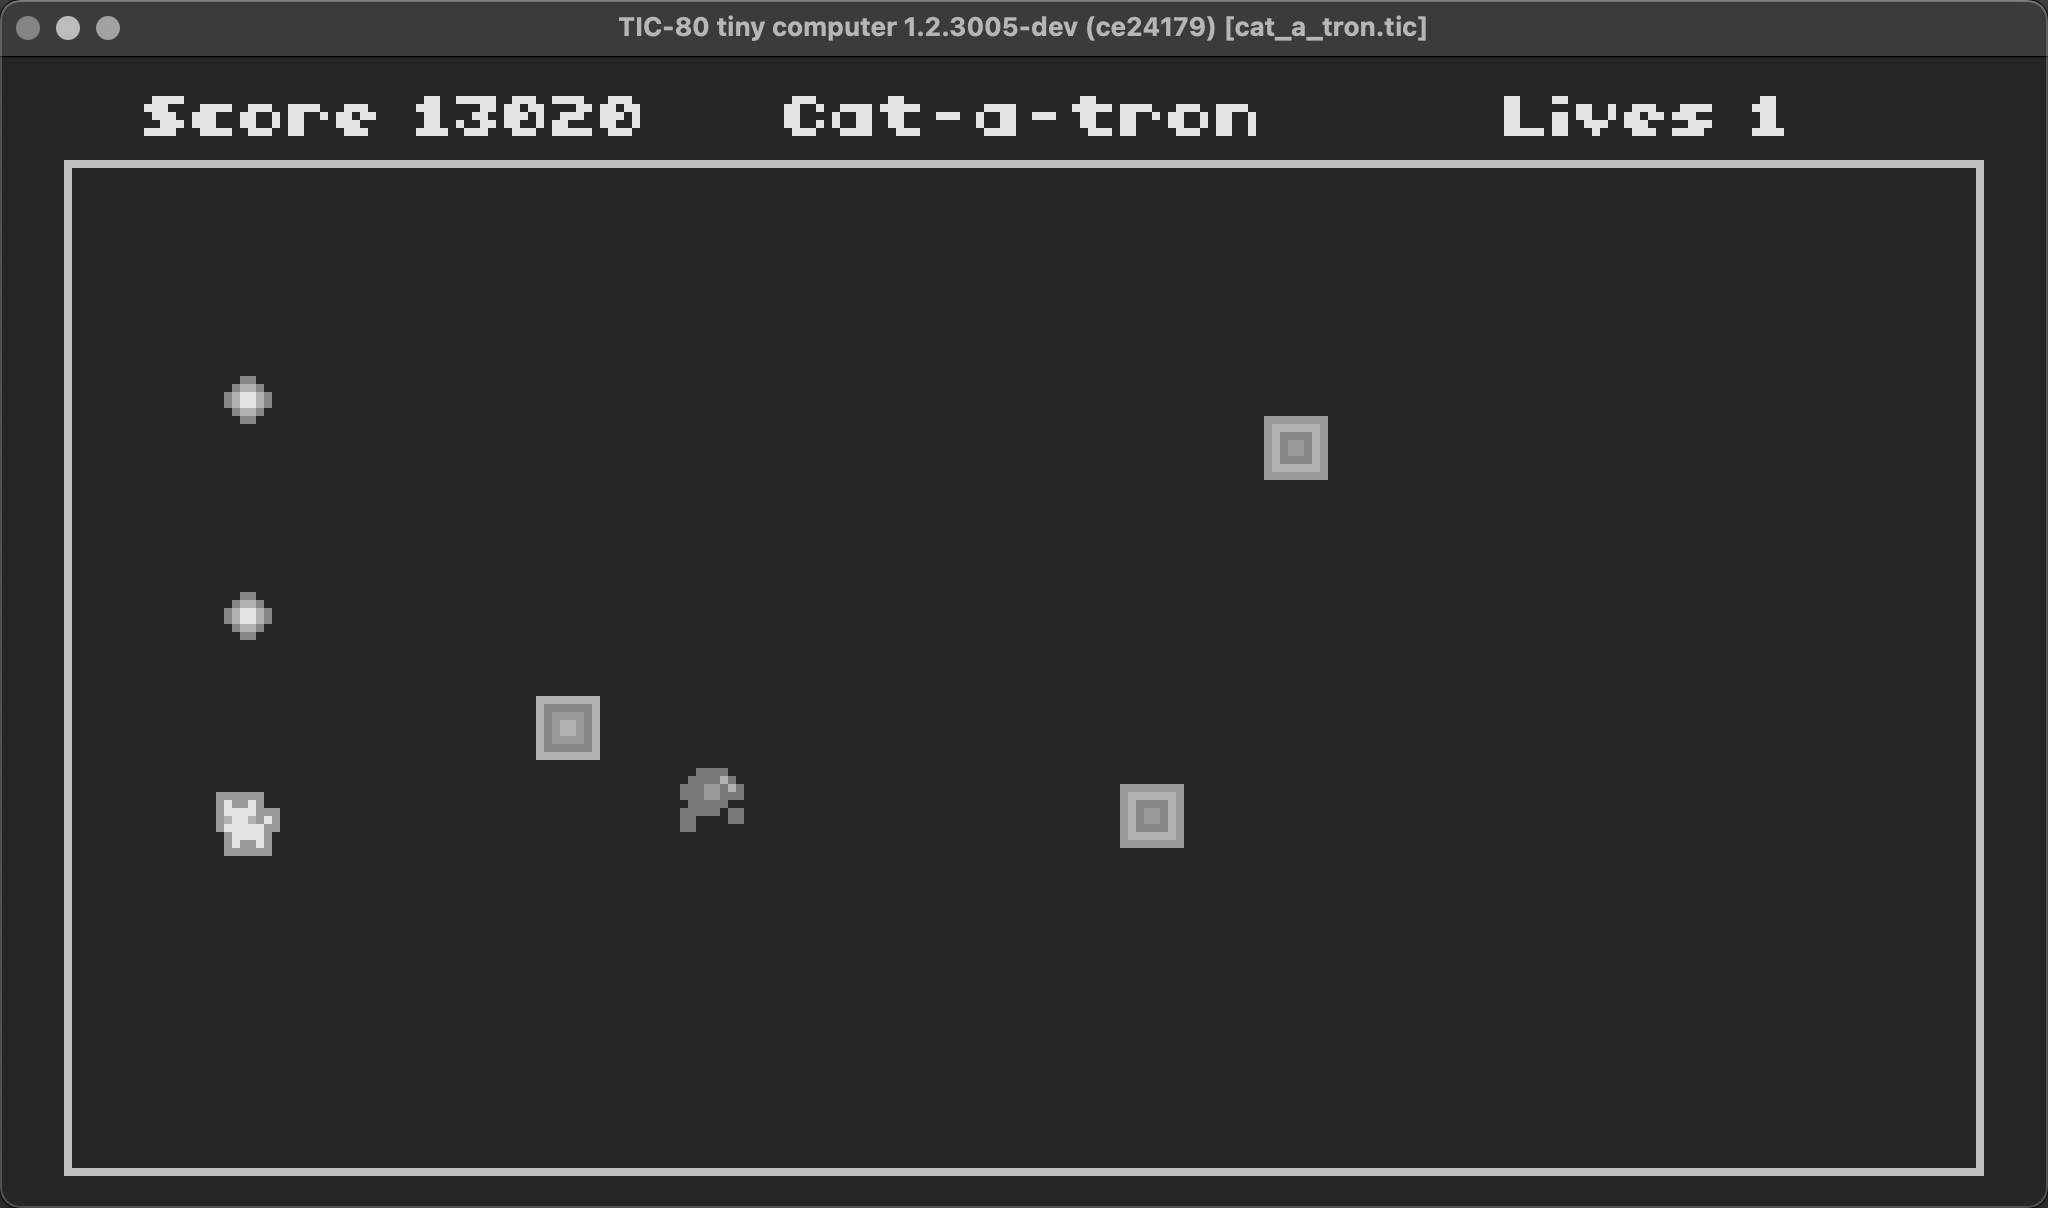 TIC-80 tiny computer 1.2.3005-dev (ce24179) [cat_a_tron.tic]
Score 13020 Cat-a-tron Lives 1